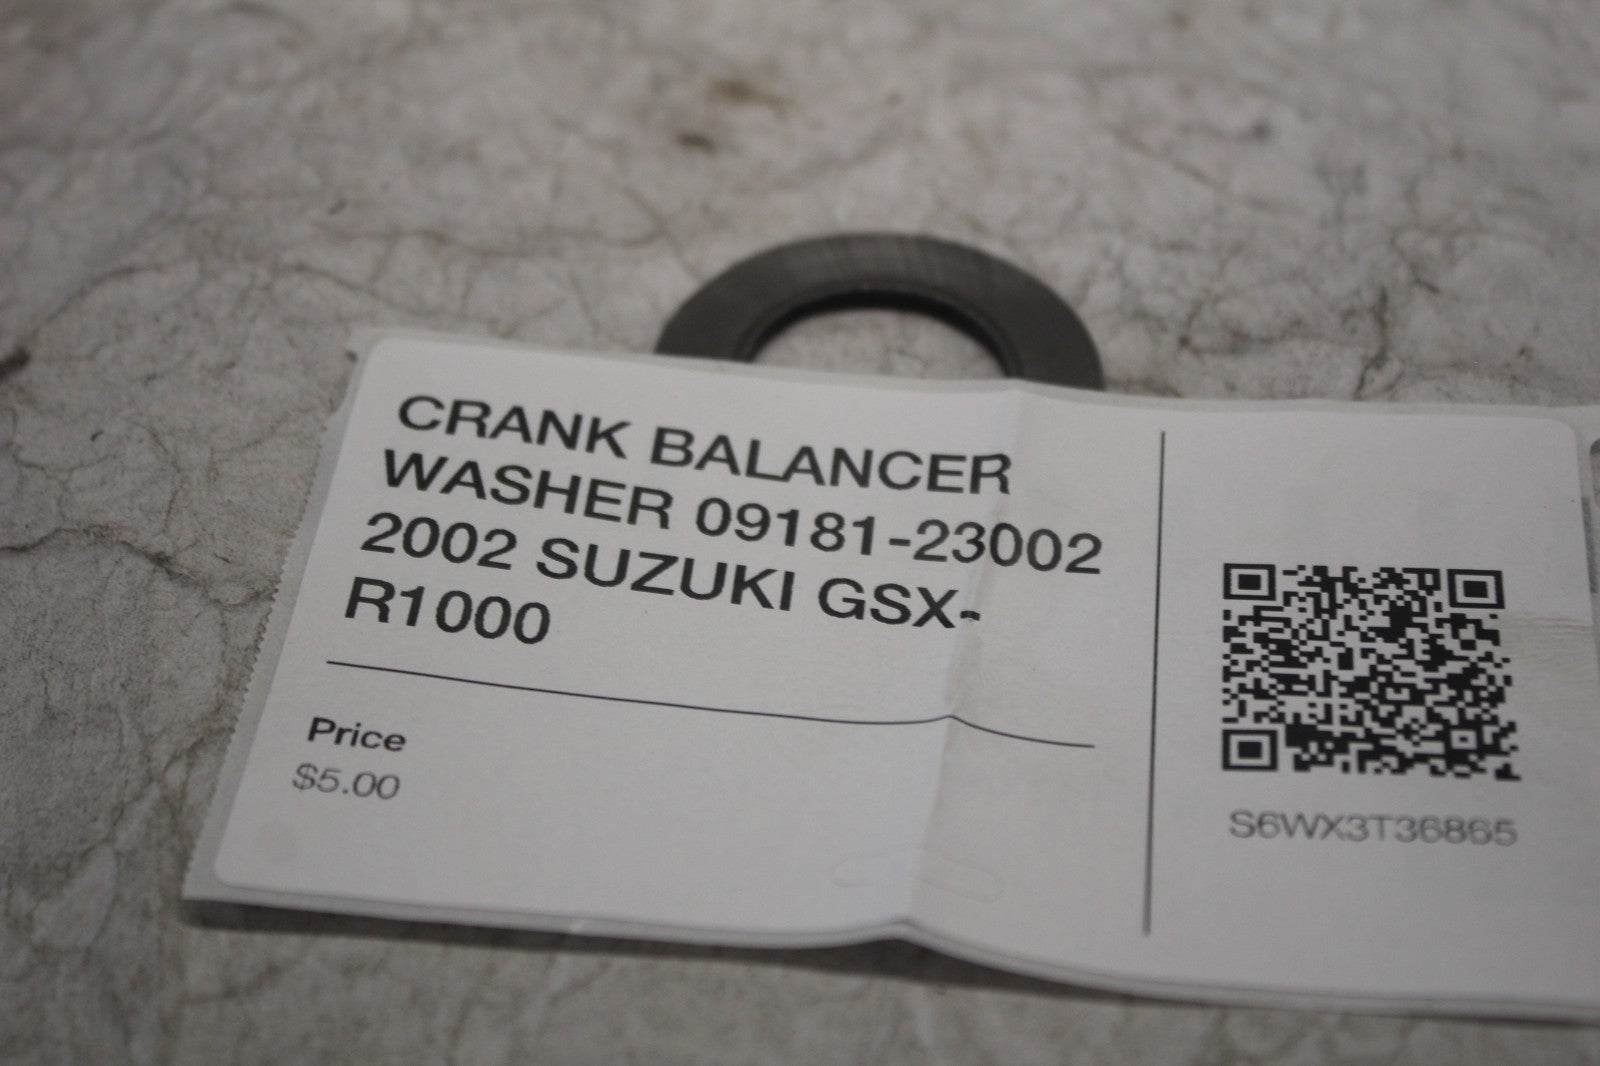 CRANK BALANCER
WASHER 09181-23002
2002 SUZUKI GSX-
R1000
Price
$5.00
S6WX3T36865